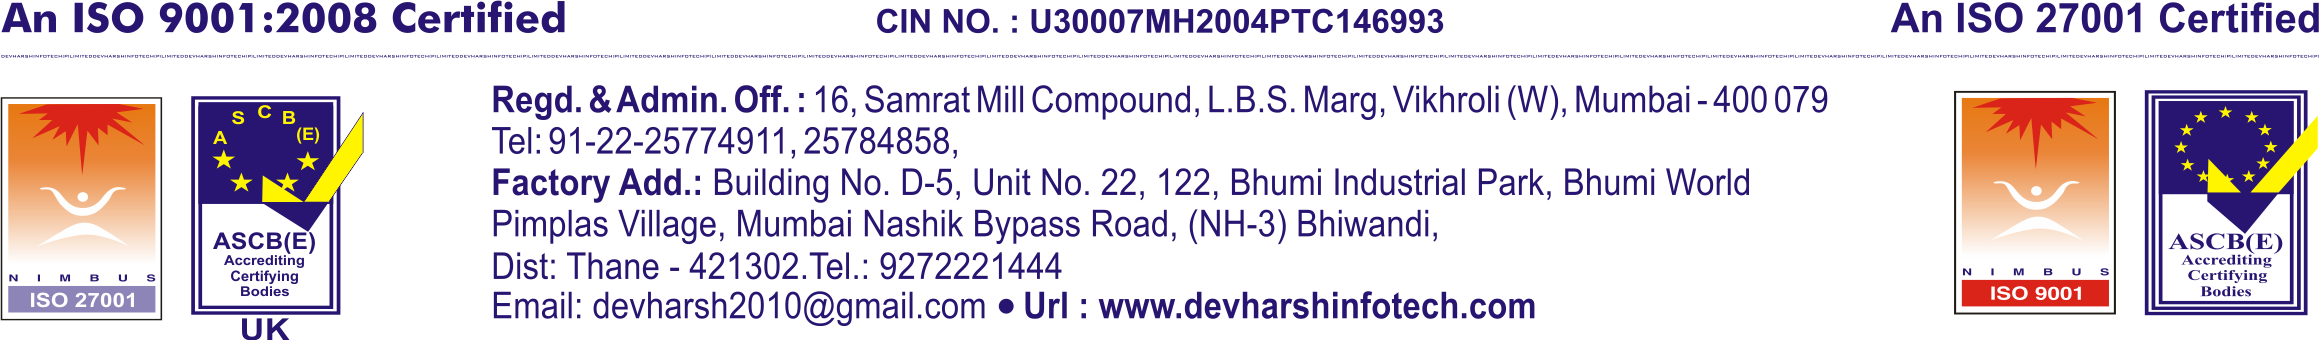 An ISO 9001:2008 Certified
CIN NO. : U30007MH2004PTC146993
An ISO 27001 Certified
Regd. & Admin. Off. : 16, Samrat Mill Compound, L.B.S. Marg, Vikhroli (W), Mumbai - 400 079
Tel: 91-22-25774911, 25784858,
Factory Add.: Building No. D-5, Unit No. 22, 122, Bhumi Industrial Park, Bhumi World
Pimplas Village, Mumbai Nashik Bypass Road, (NH-3) Bhiwandi,
Dist: Thane - 421302.Tel.: 9272221444
Email: devharsh2010@gmail.com ● Url : www.devharshinfotech.com
NIMBUS
ISO 27001
A S C B (E)
ASCB(E)
Accrediting
Certifying
Bodies
UK
NIMBUS
ISO 9001
ASCB(E)
Accrediting
Certifying
Bodies